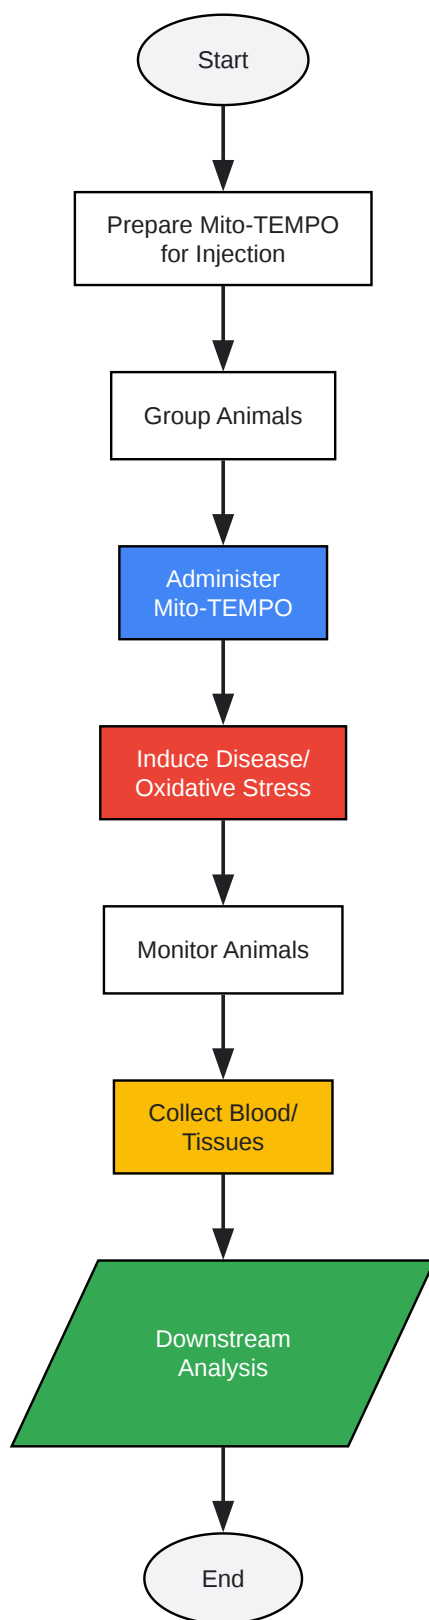 Start
Prepare Mito-TEMPO
for Injection
Group Animals
Administer
Mito-TEMPO
Induce Disease/
Oxidative Stress
Monitor Animals
Collect Blood/
Tissues
Downstream
Analysis
End